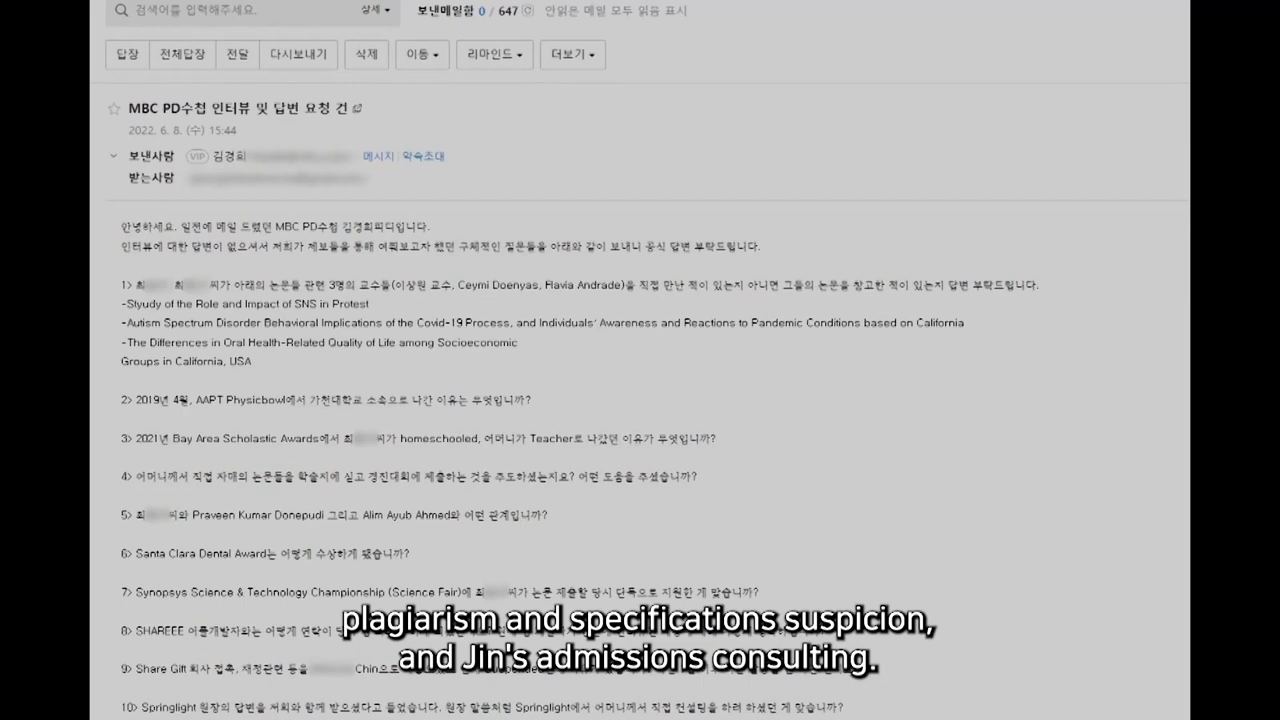 검색어를 입력해주세요. 상세 보낸메일함 0 / 647 안읽은 메일 모두 읽음 표시
답장 전체답장 전달 다시보내기 삭제 이동 리마인드 더보기
MBC PD수첩 인터뷰 및 답변 요청 건
2022. 6. 8. (수) 15:44
보낸사람 VIP 김경희 메시지 약속초대
받는사람
안녕하세요. 일전에 메일 드렸던 MBC PD수첩 김경희피디입니다.
인터뷰에 대한 답변이 없으셔서 저희가 제보들을 통해 여쭤보고자 했던 구체적인 질문들을 아래와 같이 보내니 공식 답변 부탁드립니다.
1> 최 최 씨가 아래의 논문들 관련 3명의 교수들(이상원 교수, Ceymi Doenyas, Flavia Andrade)을 직접 만난 적이 있는지 아니면 그들의 논문을 참고한 적이 있는지 답변 부탁드립니다.
-Slyudy of the Role and Impact of SNS in Protest
-Autism Spectrum Disorder Behavioral Implications of the Covid-19 Process, and Individuals' Awareness and Reactions to Pandemic Conditions based on California
-The Differences in Oral Health-Related Quality of Life among Socioeconomic
Groups in California, USA
2> 2019년 4월, AAPT Physicbowl에서 가천대학교 소속으로 나간 이유는 무엇입니까?
3> 2021년 Bay Area Scholastic Awards에서 최 씨가 homeschooled, 어머니가 Teacher로 나갔던 이유가 무엇입니까?
4> 어머니께서 직접 자매의 논문들을 학술지에 싣고 경진대회에 제출하는 것을 주도하셨는지요? 어떤 도움을 주셨습니까?
5> 최 씨와 Praveen Kumar Donepudi 그리고 Alim Ayub Ahmed와 어떤 관계입니까?
6> Santa Clara Dental Award는 어떻게 수상하게 됐습니까?
7> Synopsys Science & Technology Championship (Science Fair)에 최 씨가 논문 제출할 당시 단독으로 지원한 게 맞습니까?
8> SHAREEE 어플개발자와는 어떻게 연락이
9> Share Gift 회사 접촉, 재정관련 등을 Chin으로
10> Springlight 원장의 답변을 저희와 함께 받으셨다고 들었습니다. 원장 말씀처럼 Springlight에서 어머니께서 직접 컨설팅을 하려 하셨던 게 맞습니까?
plagiarism and specifications suspicion,
and Jin's admissions consulting.